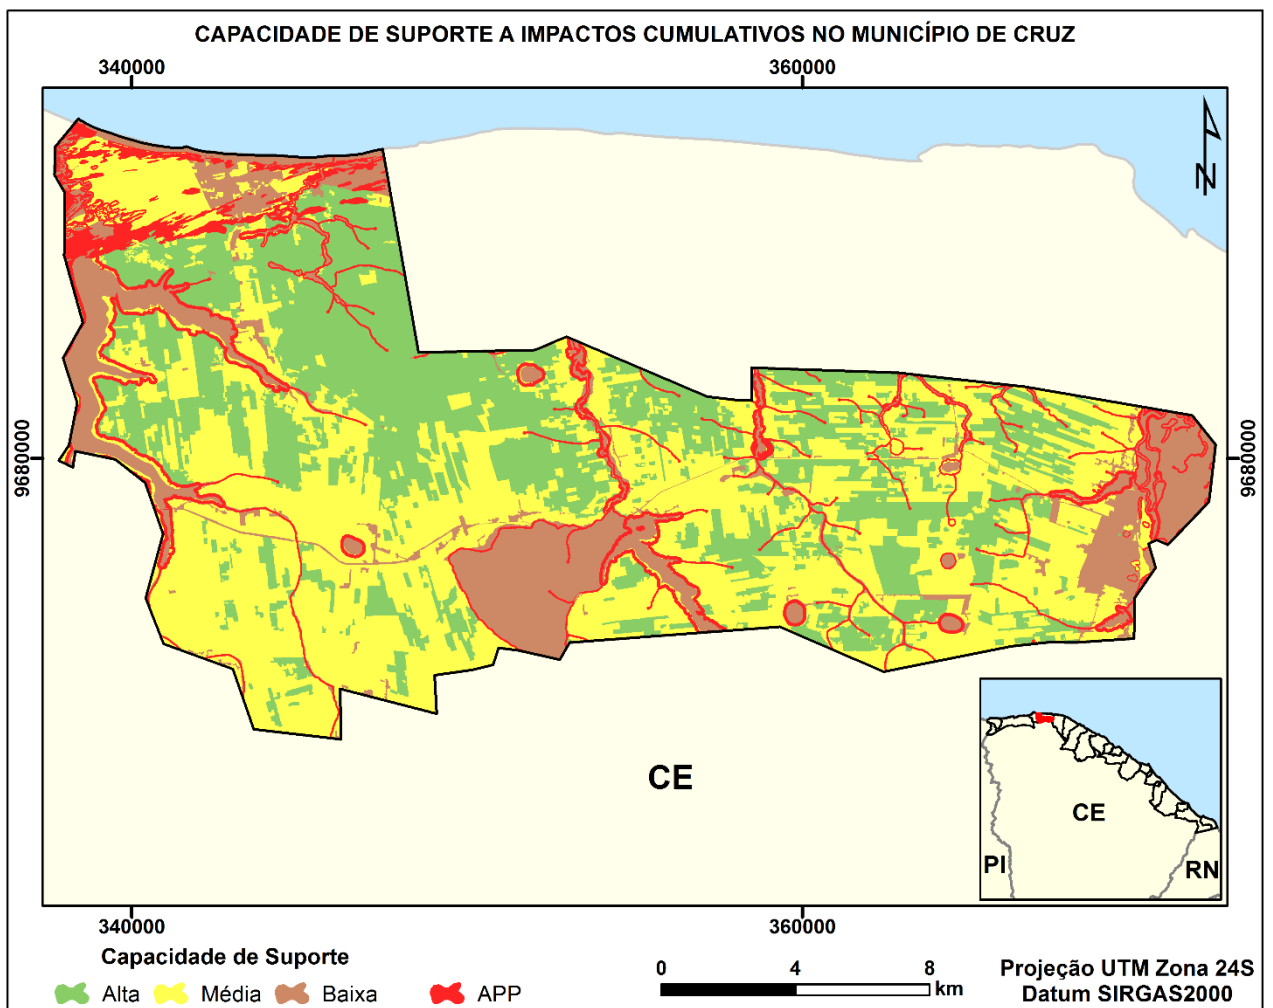 CAPACIDADE DE SUPORTE A IMPACTOS CUMULATIVOS NO MUNICÍPIO DE CRUZ
340000 360000
N
9680000 9680000
CE
CE
PI
RN
340000 360000
Capacidade de Suporte
Alta Média Baixa APP
0 4 8
km
Projeção UTM Zona 24S
Datum SIRGAS2000